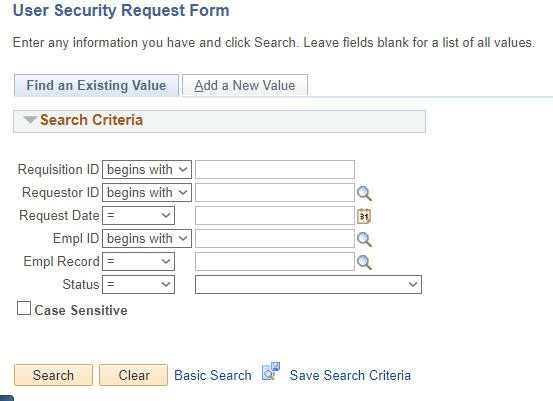 User Security Request Form
Enter any information you have and click Search. Leave fields blank for a list of all values.
Find an Existing Value Add a New Value
Search Criteria
Requisition ID begins with
Requestor ID begins with
Request Date = 31
Empl ID begins with
Empl Record =
Status =
Case Sensitive
Search Clear Basic Search Save Search Criteria